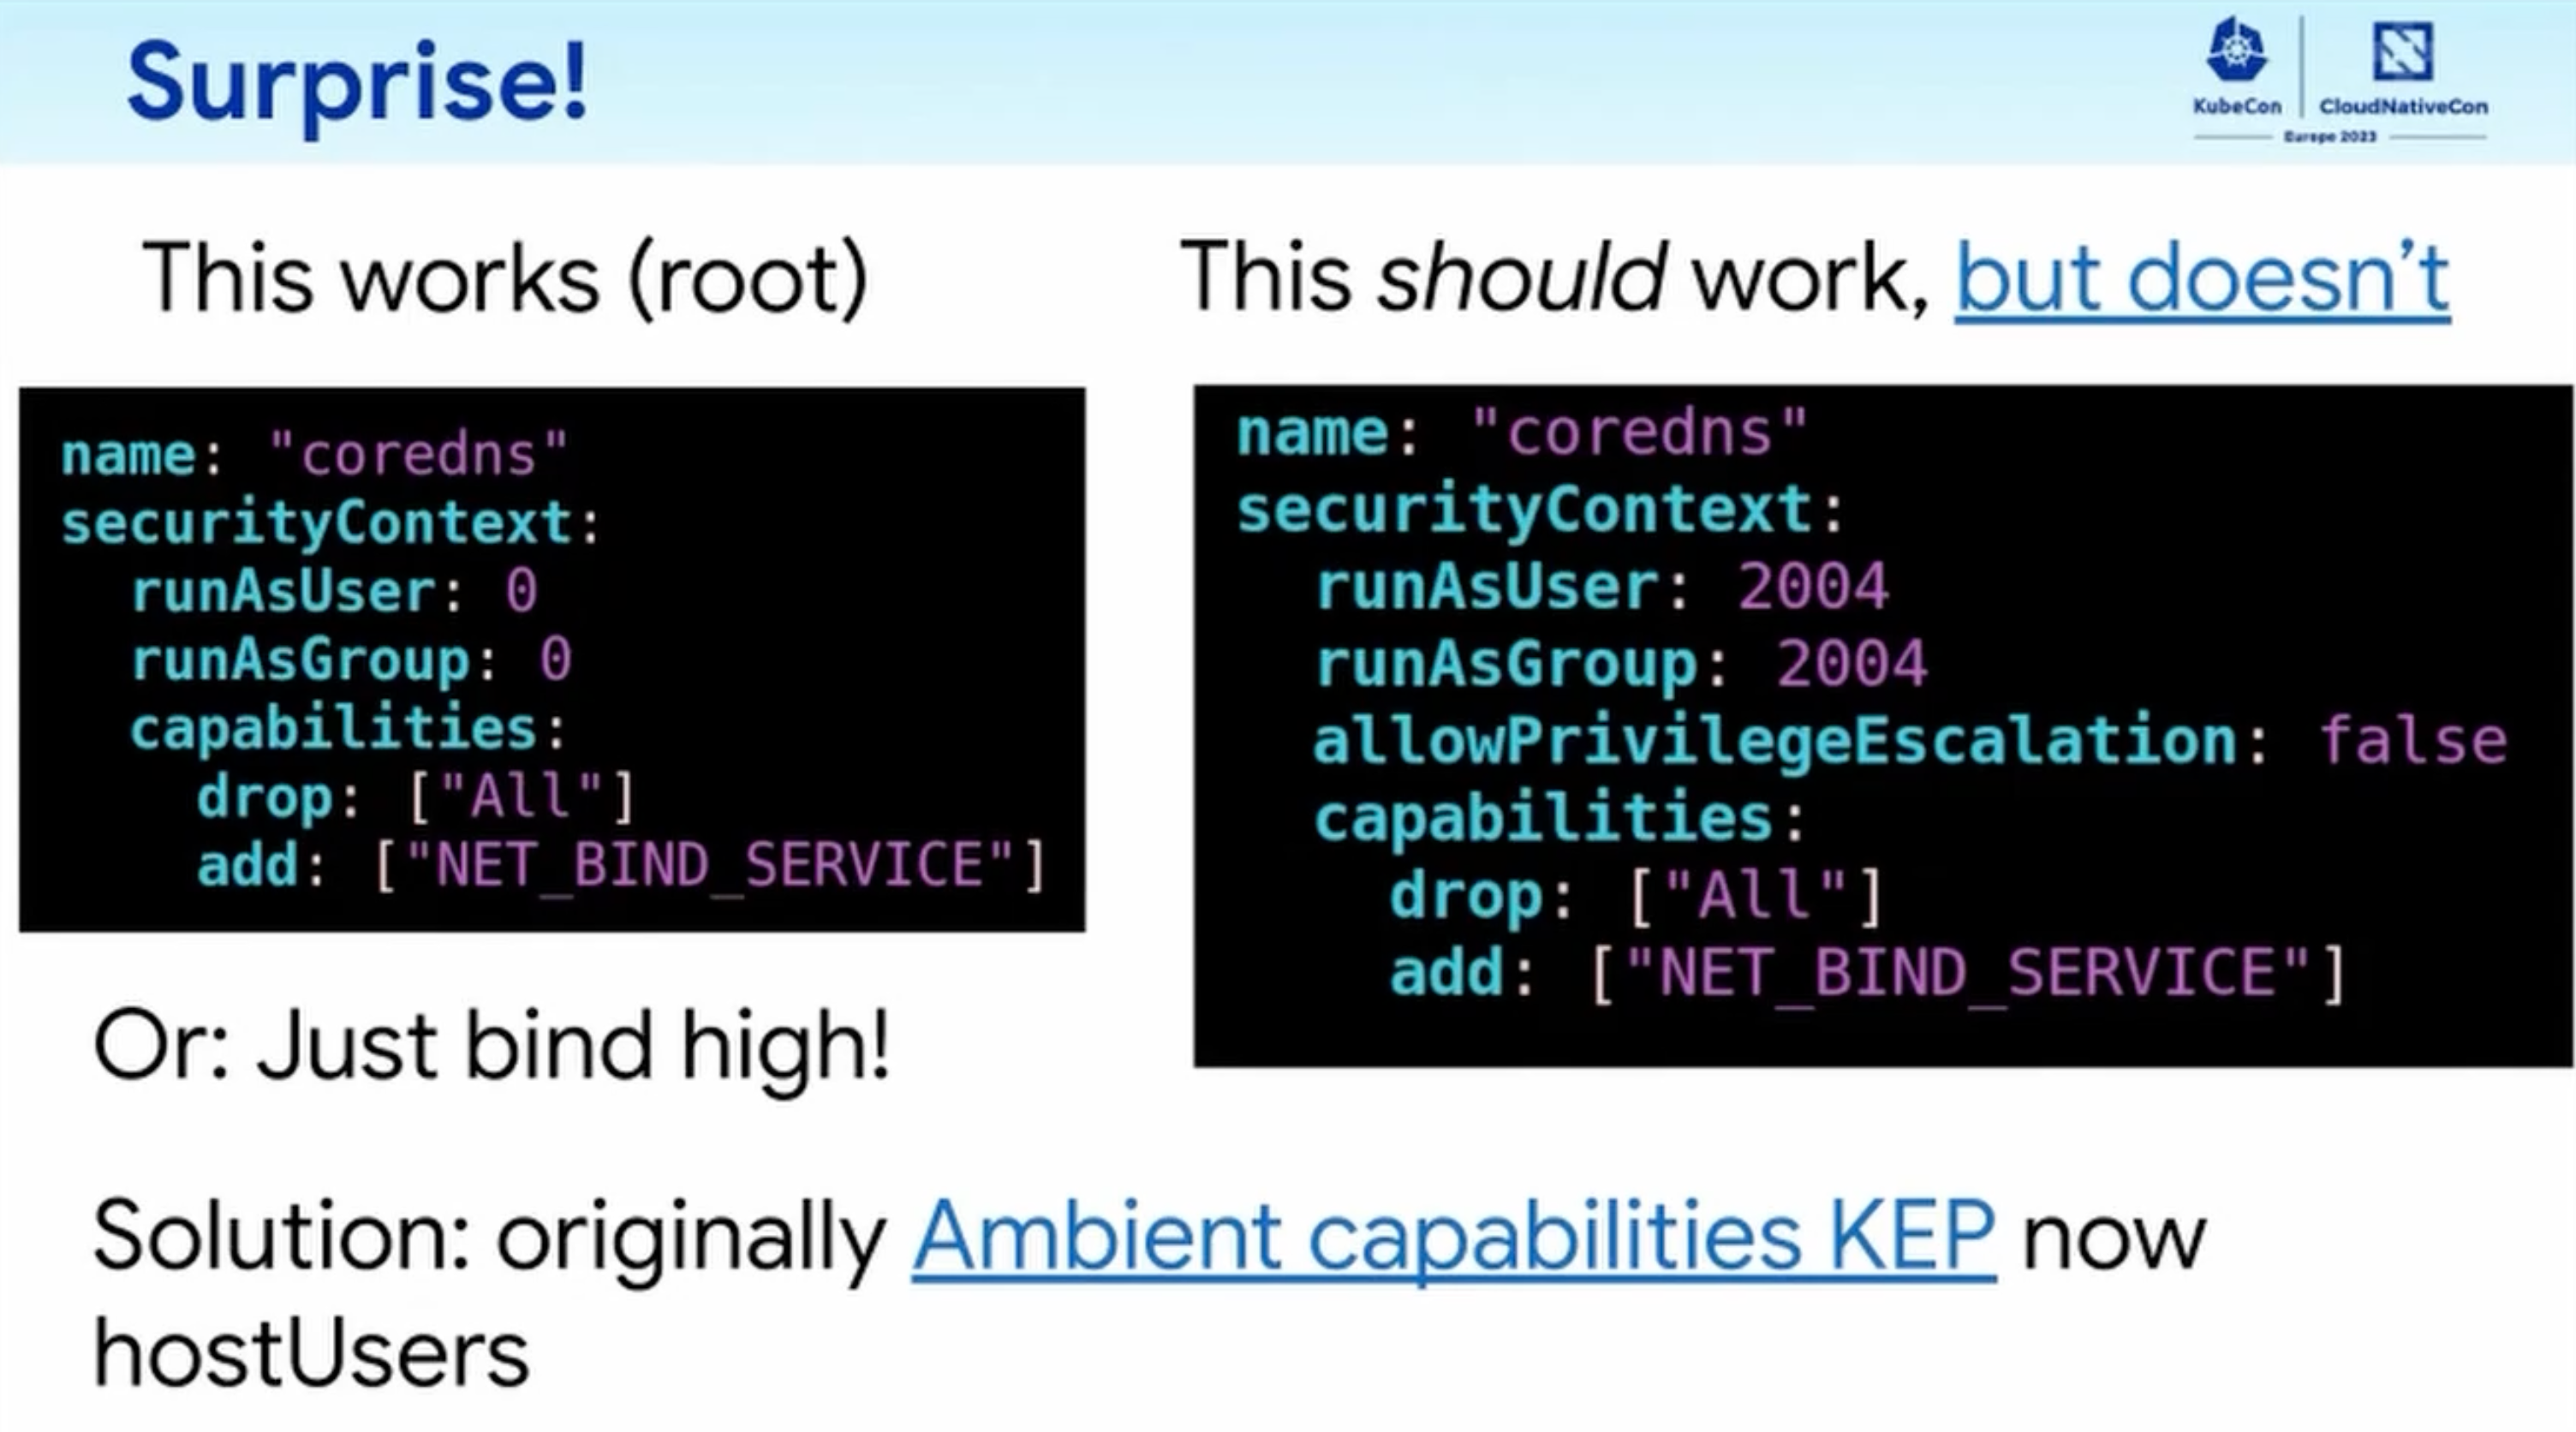 Surprise!
KubeCon
CloudNativeCon
Europe 2023
This works (root)
name: "coredns"
securityContext:
runAsUser: 0
runAsGroup: 0
capabilities:
drop: ["All"]
add: ["NET_BIND_SERVICE"]
Or: Just bind high!
This should work, but doesn't
name: "coredns"
securityContext:
runAsUser: 2004
runAsGroup: 2004
allowPrivilegeEscalation: false
capabilities:
drop: ["All"]
add: ["NET_BIND_SERVICE"]
Solution: originally Ambient capabilities KEP now
hostUsers